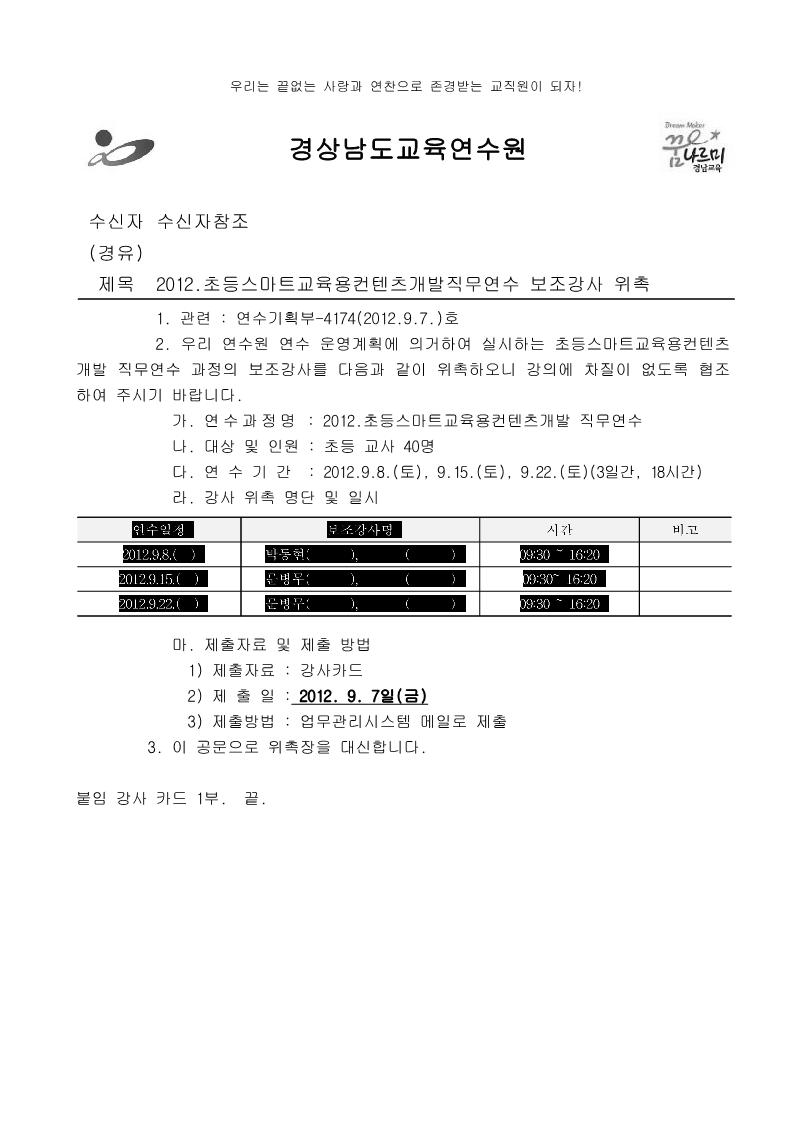 우리는 끝없는 사랑과 연찬으로 존경받는 교직원이 되자!
경상남도교육연수원
Dream Maker
꿈나르미
경남교육
수신자 수신자참조
(경유)
제목 2012.초등스마트교육용컨텐츠개발직무연수 보조강사 위촉
1. 관련 : 연수기획부-4174(2012.9.7.)호
2. 우리 연수원 연수 운영계획에 의거하여 실시하는 초등스마트교육용컨텐츠
개발 직무연수 과정의 보조강사를 다음과 같이 위촉하오니 강의에 차질이 없도록 협조
하여 주시기 바랍니다.
가. 연수과정명 : 2012.초등스마트교육용컨텐츠개발 직무연수
나. 대상 및 인원 : 초등 교사 40명
다. 연 수 기 간 : 2012.9.8.(토), 9.15.(토), 9.22.(토)(3일간, 18시간)
라. 강사 위촉 명단 및 일시
연수일정 보조강사명 시간 비고
2012.9.8.( ) ( ), ( ) 09:30 ~ 16:20
2012.9.15.( ) ( ), ( ) 09:30~ 16:20
2012.9.22.( ) ( ), ( ) 09:30 ~ 16:20
마. 제출자료 및 제출 방법
1) 제출자료 : 강사카드
2) 제 출 일 : 2012. 9. 7일(금)
3) 제출방법 : 업무관리시스템 메일로 제출
3. 이 공문으로 위촉장을 대신합니다.
붙임 강사 카드 1부. 끝.